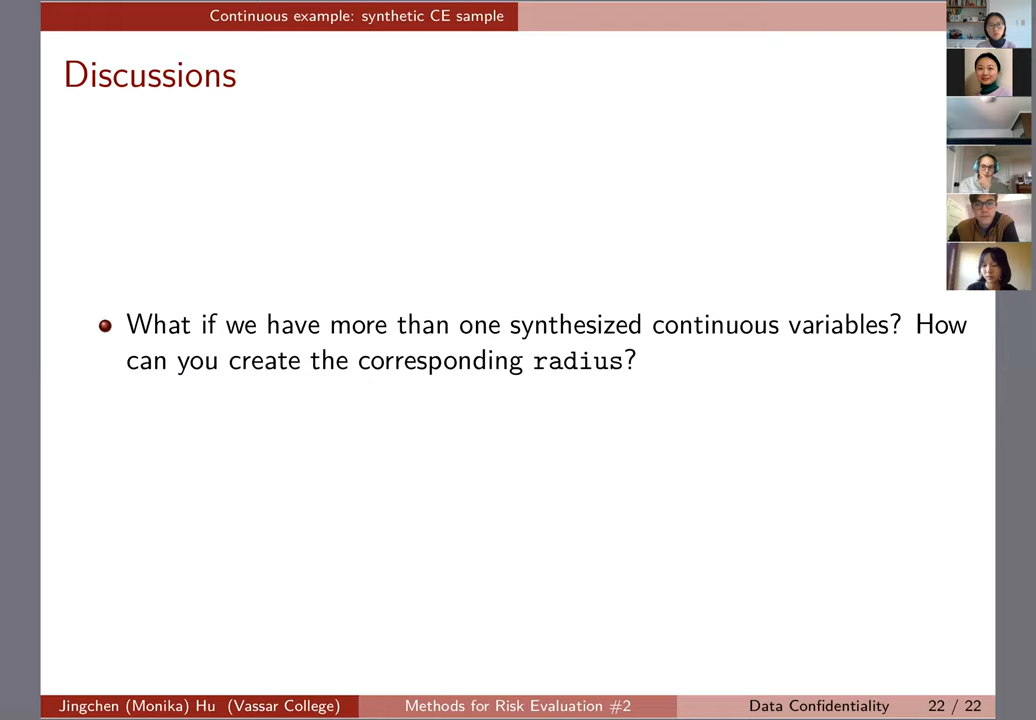 Continuous example: synthetic CE sample
Discussions
What if we have more than one synthesized continuous variables? How
can you create the corresponding radius?
Jingchen (Monika) Hu (Vassar College) Methods for Risk Evaluation #2 Data Confidentiality 22 / 22